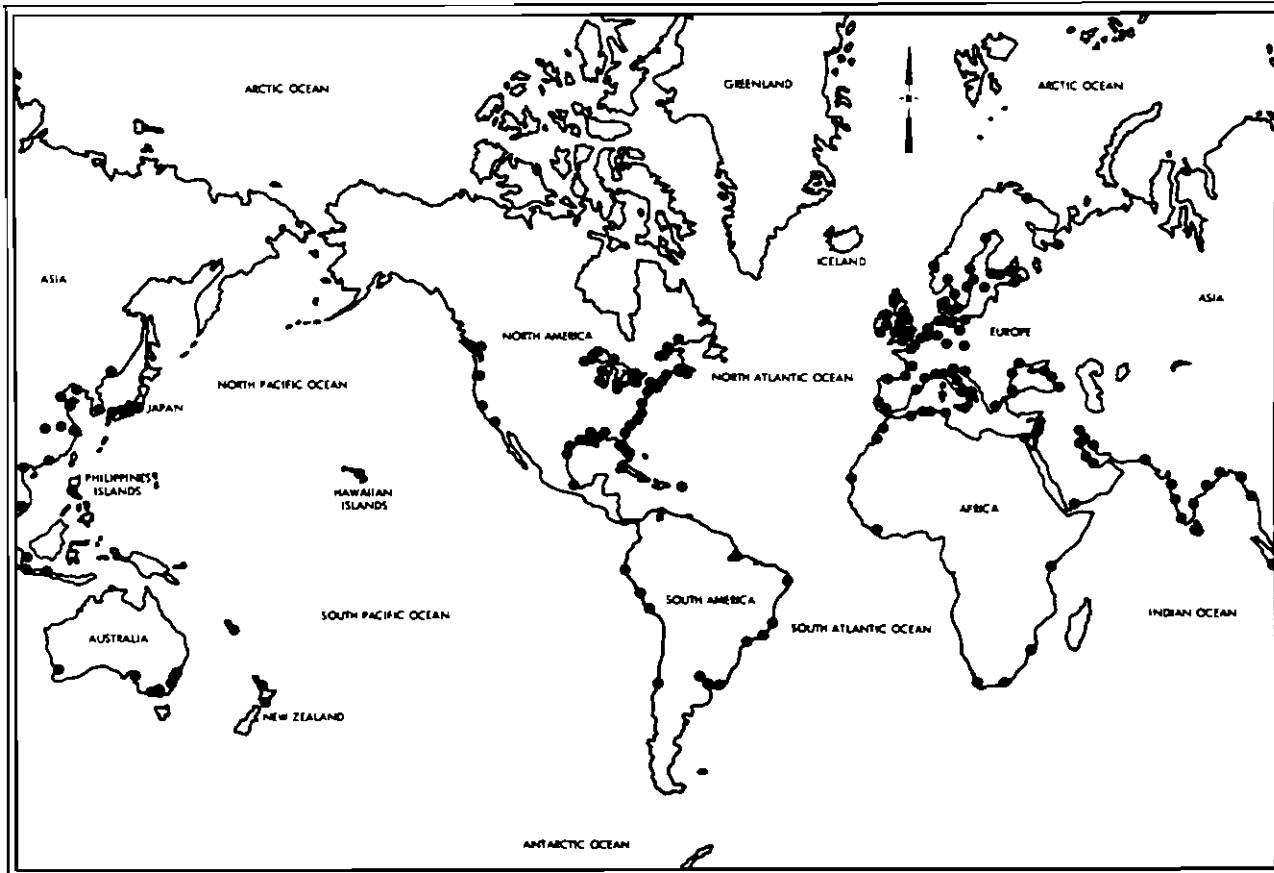 ARCTIC OCEAN
GREENLAND
ARCTIC OCEAN
ICELAND
ASIA
ASIA
NORTH AMERICA
EUROPE
NORTH PACIFIC OCEAN
NORTH ATLANTIC OCEAN
JAPAN
PHILIPPINES
ISLANDS
HAWAIIAN
ISLANDS
AFRICA
SOUTH AMERICA
SOUTH PACIFIC OCEAN
SOUTH ATLANTIC OCEAN
INDIAN OCEAN
AUSTRALIA
NEW ZEALAND
ANTARCTIC OCEAN